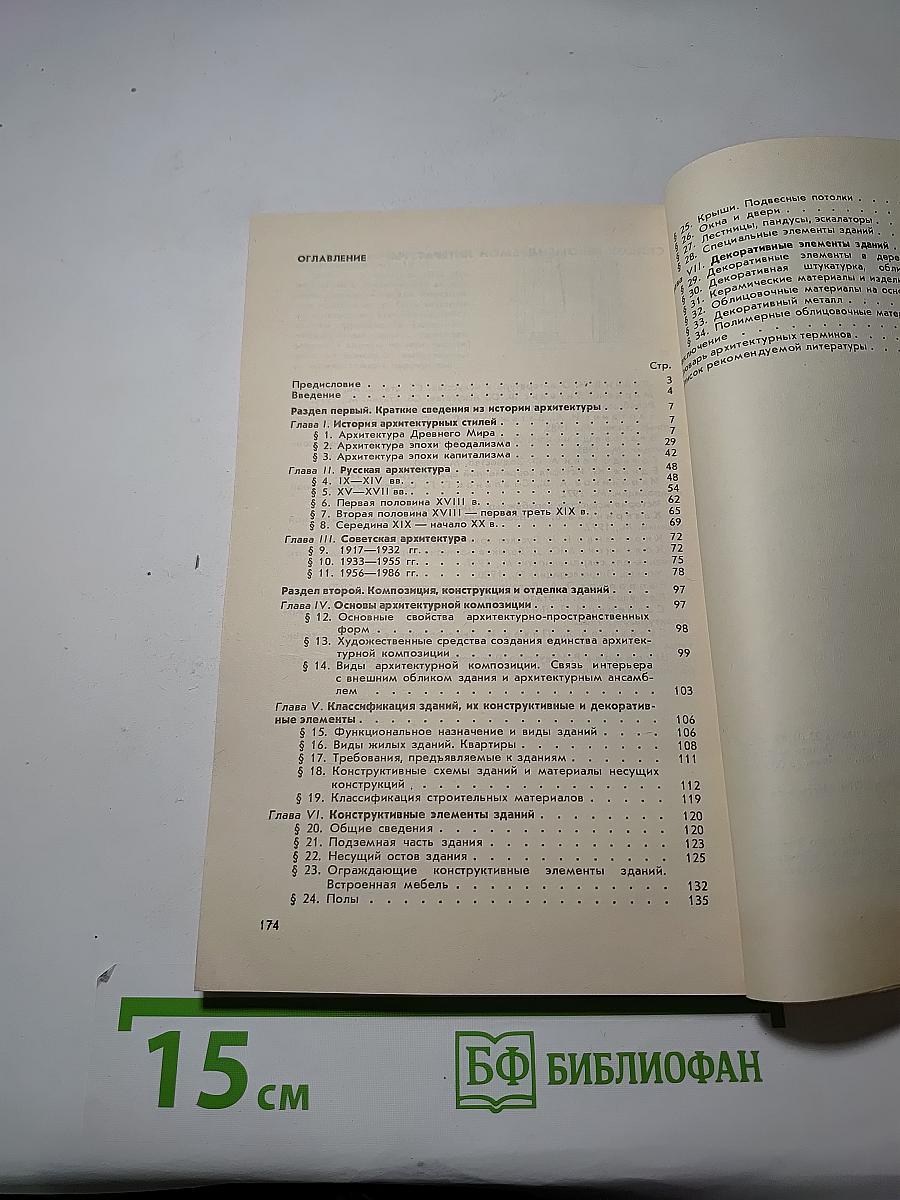 ОГЛАВЛЕНИЕ
Стр.
Предисловие . . . . . . . . . . . . . . . . . . . . 3
Введение . . . . . . . . . . . . . . . . . . . . 4
Раздел первый. Краткие сведения из истории архитектуры . . . 7
Глава I. История архитектурных стилей . . . . . . . . . . 7
§ 1. Архитектура Древнего Мира . . . . . . . . . . 7
§ 2. Архитектура эпохи феодализма . . . . . . . . . 29
§ 3. Архитектура эпохи капитализма . . . . . . . . . 42
Глава II. Русская архитектура . . . . . . . . . . . . 48
§ 4. IX—XIV вв. . . . . . . . . . . . . . . . 48
§ 5. XV—XVII вв. . . . . . . . . . . . . . . . 54
§ 6. Первая половина XVIII в. . . . . . . . . . . . 62
§ 7. Вторая половина XVIII — первая треть XIX в. . . . . 65
§ 8. Середина XIX — начало XX в. . . . . . . . . . . 69
Глава III. Советская архитектура . . . . . . . . . . . 72
§ 9. 1917—1932 гг. . . . . . . . . . . . . . . . 72
§ 10. 1933—1955 гг. . . . . . . . . . . . . . . . 75
§ 11. 1956—1986 гг. . . . . . . . . . . . . . . . 78
Раздел второй. Композиция, конструкция и отделка зданий . . . 97
Глава IV. Основы архитектурной композиции . . . . . . . . 97
§ 12. Основные свойства архитектурно-пространственных
форм . . . . . . . . . . . . . . . . . . 98
§ 13. Художественные средства создания единства архитек-
турной композиции . . . . . . . . . . . . . 99
§ 14. Виды архитектурной композиции. Связь интерьера
с внешним обликом здания и архитектурным ансамб-
лем . . . . . . . . . . . . . . . . . . 103
Глава V. Классификация зданий, их конструктивные и декоратив-
ные элементы . . . . . . . . . . . . . . . . . 106
§ 15. Функциональное назначение и виды зданий . . . . 106
§ 16. Виды жилых зданий. Квартиры . . . . . . . . . 108
§ 17. Требования, предъявляемые к зданиям . . . . . . 111
§ 18. Конструктивные схемы зданий и материалы несущих
конструкций . . . . . . . . . . . . . . . 112
§ 19. Классификация строительных материалов . . . . . 119
Глава VI. Конструктивные элементы зданий . . . . . . . . 120
§ 20. Общие сведения . . . . . . . . . . . . . . 120
§ 21. Подземная часть здания . . . . . . . . . . . 123
§ 22. Несущий остов здания . . . . . . . . . . . . 125
§ 23. Ограждающие конструктивные элементы зданий.
Встроенная мебель . . . . . . . . . . . . . 132
§ 24. Полы . . . . . . . . . . . . . . . . . . 135
174
§ 25. Крыши. Подвесные потолки . . . .
§ 26. Окна и двери . . . . . . .
§ 27. Лестницы, пандусы, эскалаторы . . .
§ 28. Специальные элементы зданий . . .
VII. Декоративные элементы зданий .
§ 29. Декоративные элементы в
§ 30. Декоративная штукатурка,
§ 31. Керамические материалы и
§ 32. Облицовочные материалы на
§ 33. Декоративный металл . . . .
§ 34. Полимерные облицовочные
архитектурных терминов . . . .
рекомендуемой литературы . . . .
15 см
БФ БИБЛИОФАН